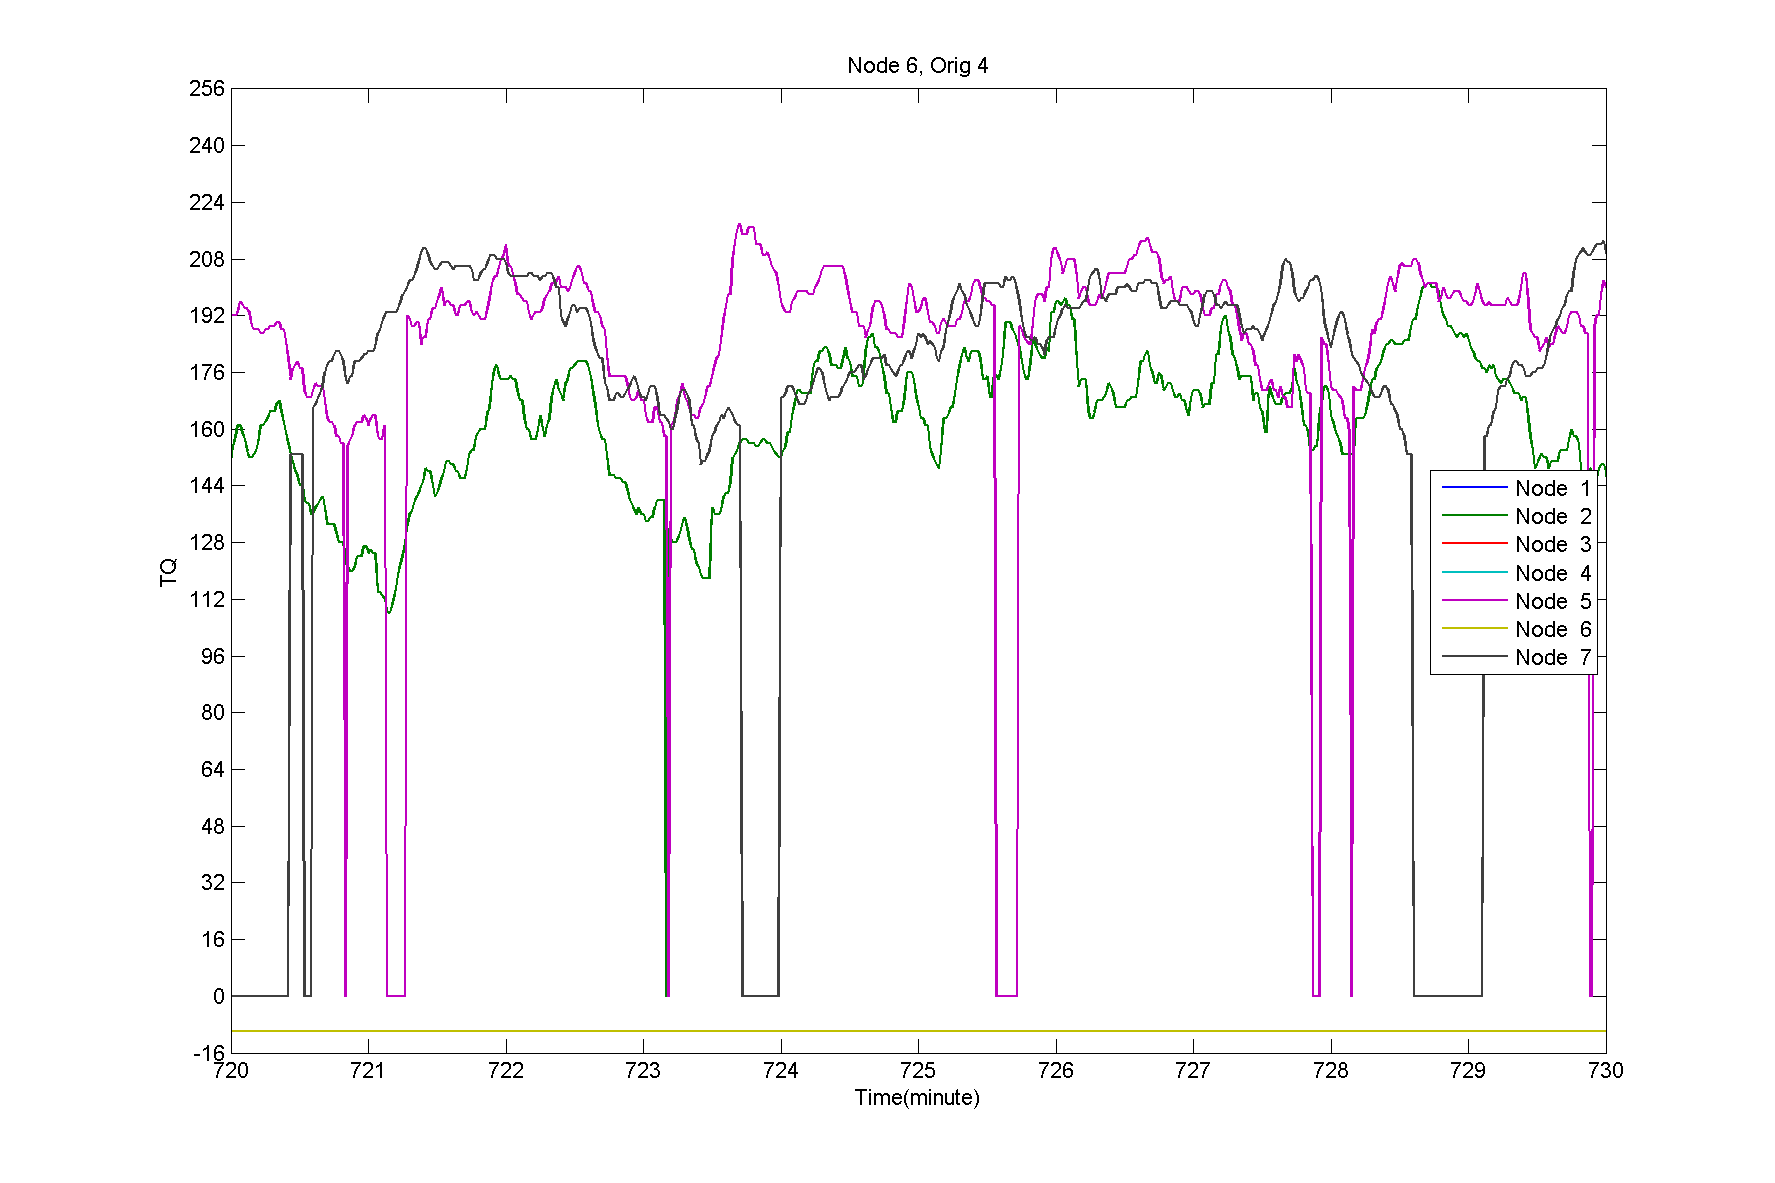 Node 6, Orig 4
256
240
224
208
192
176
160
144
128
112
96
80
64
48
32
16
0
-16
TQ
720 721 722 723 724 725 726 727 728 729 730
Time(minute)
Node 1
Node 2
Node 3
Node 4
Node 5
Node 6
Node 7